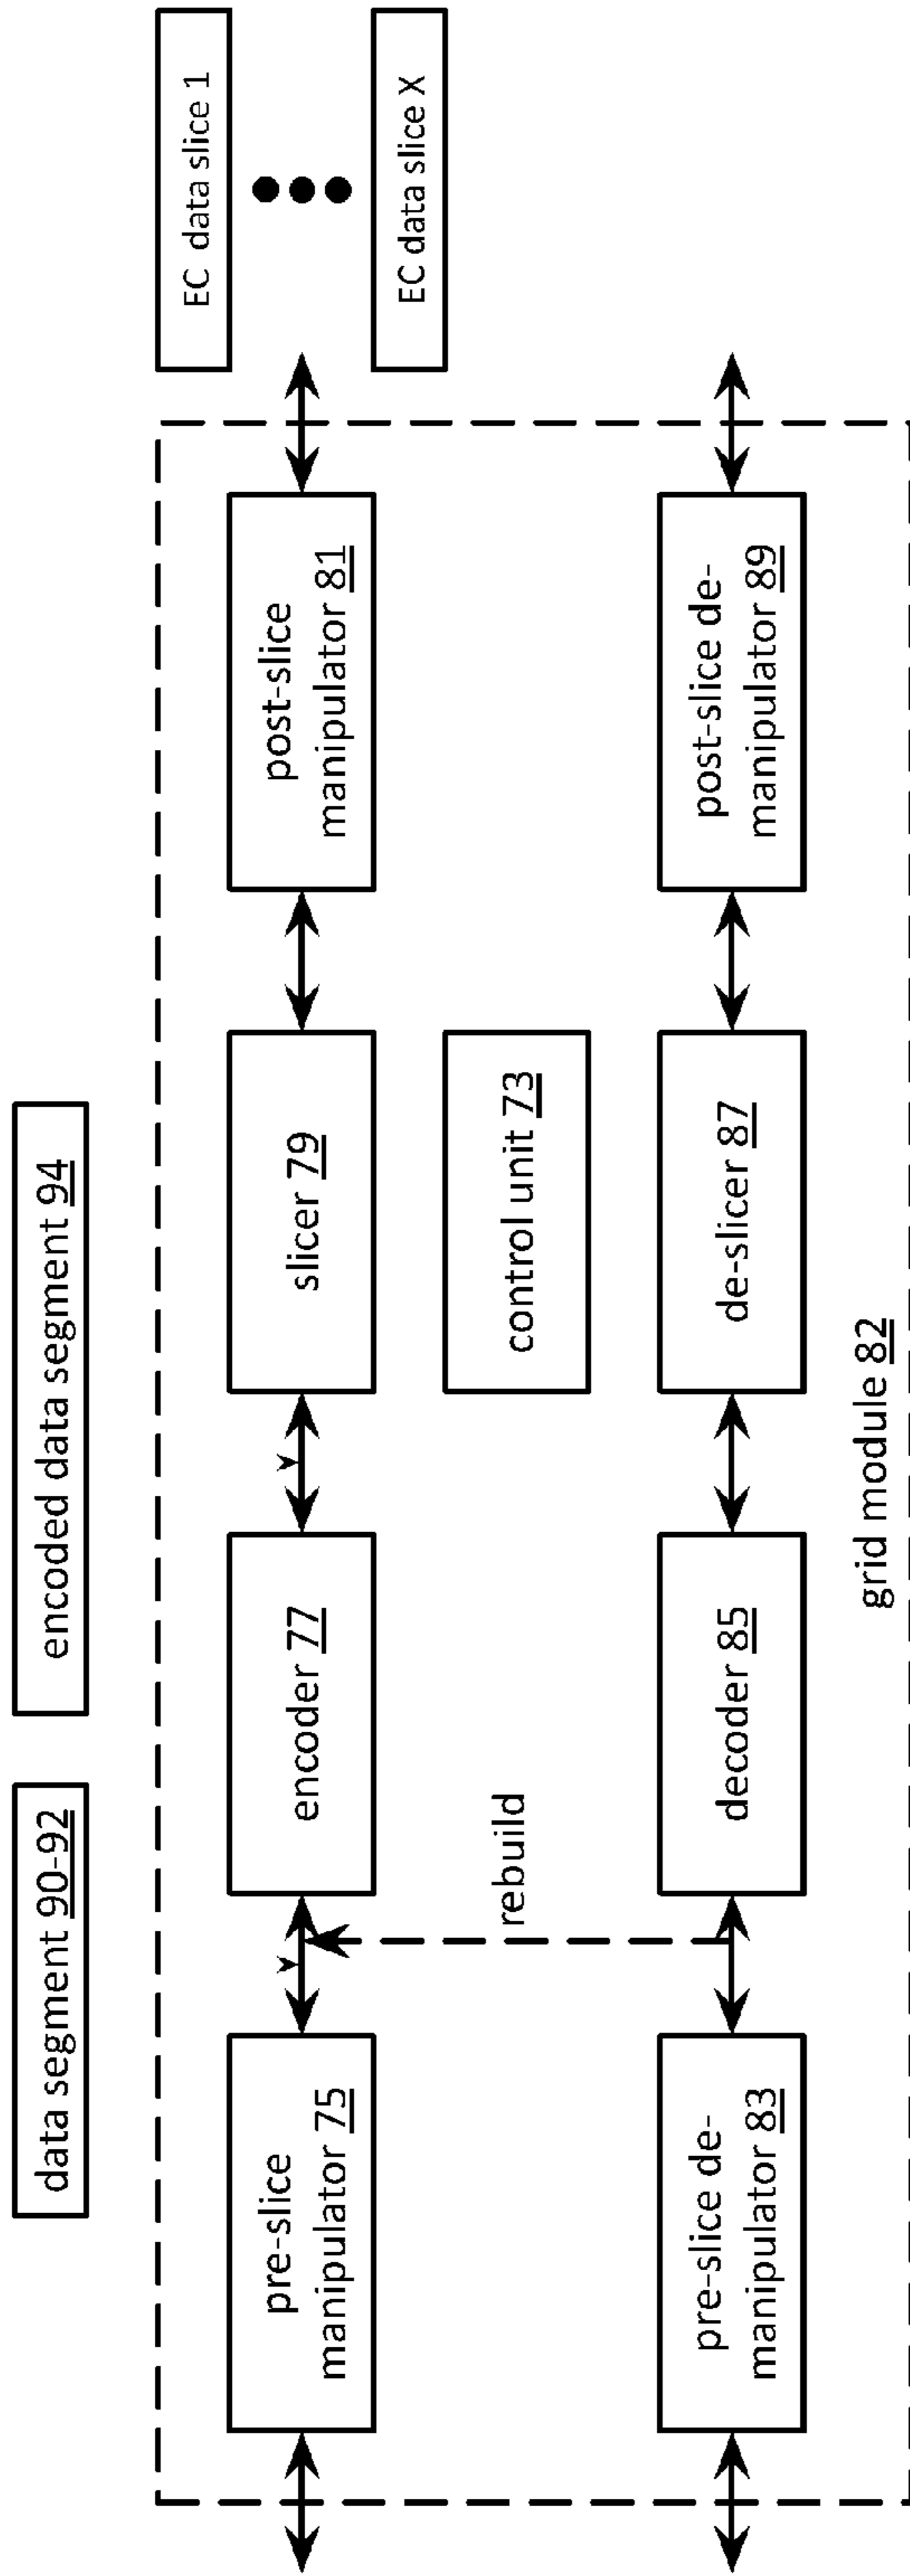 data segment 90-92
encoded data segment 94
EC  data slice 1
EC data slice X
pre-slice
manipulator 75
encoder 77
slicer 79
post-slice
manipulator 81
rebuild
control unit 73
pre-slice de-
manipulator 83
decoder 85
de-slicer 87
post-slice de-
manipulator 89
grid module 82